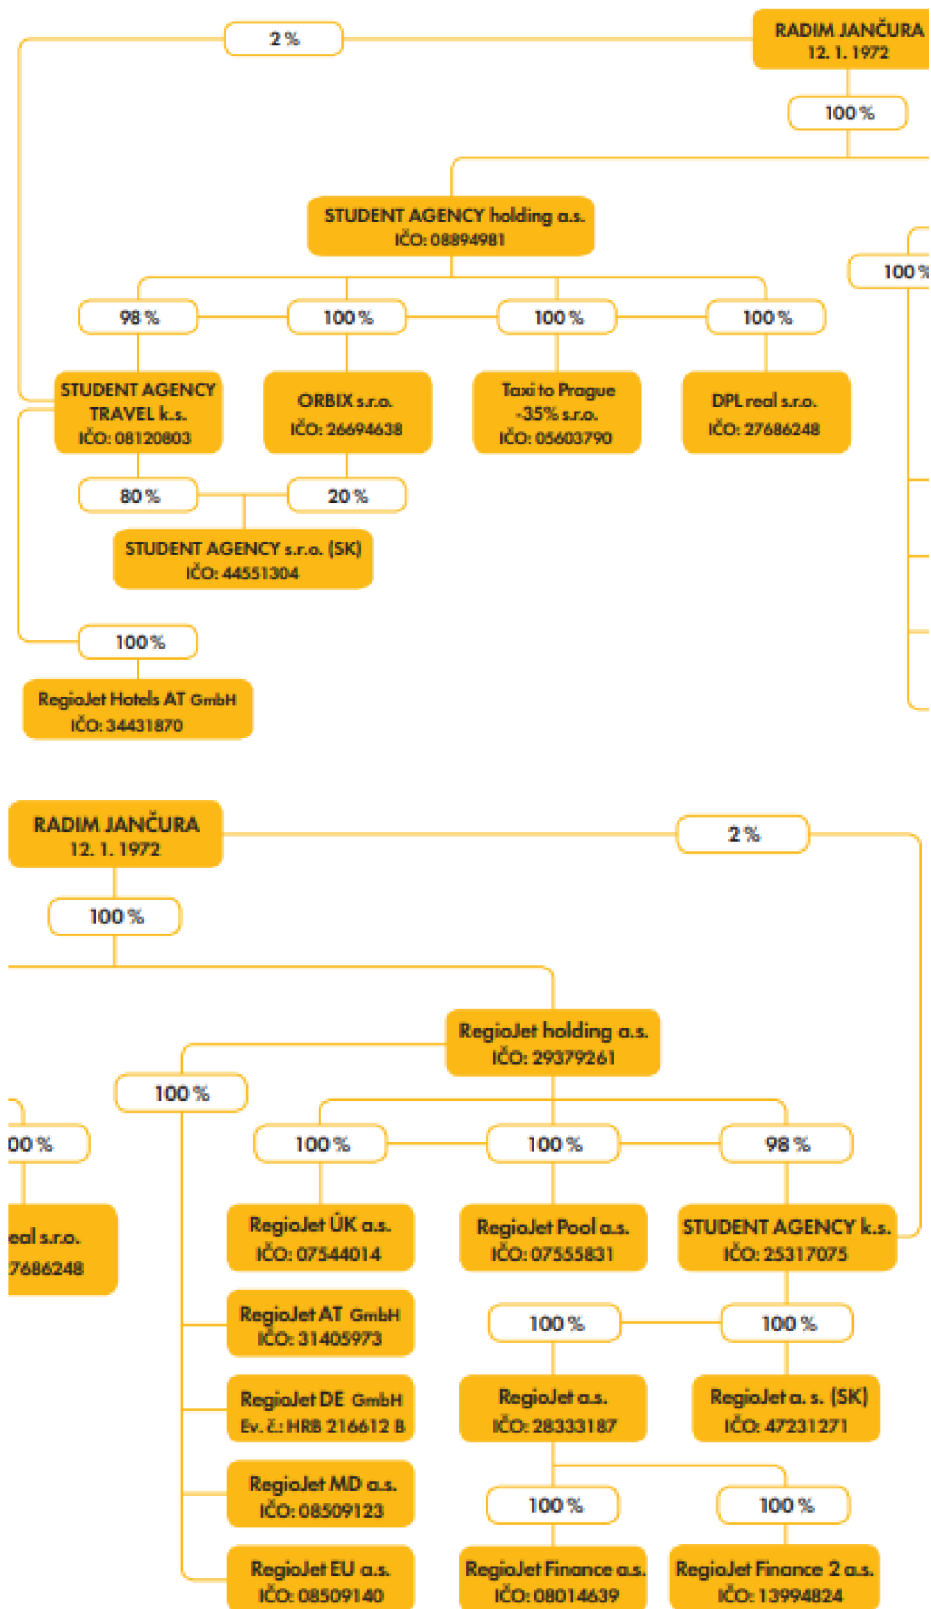 2 %
RADIM JANČURA
12. 1. 1972
100 %
STUDENT AGENCY holding a.s.
IČO: 08894981
100 %
98 %
100 %
100 %
100 %
STUDENT AGENCY
TRAVEL k.s.
IČO: 08120803
ORBIX s.r.o.
IČO: 26694638
Taxi to Prague
-35% s.r.o.
IČO: 05603790
DPL real s.r.o.
IČO: 27686248
80 %
20 %
STUDENT AGENCY s.r.o. (SK)
IČO: 44551304
100 %
RegioJet Hotels AT GmbH
IČO: 34431870
RADIM JANČURA
12. 1. 1972
2 %
100 %
RegioJet holding a.s.
IČO: 29379261
100 %
00 %
100 %
100 %
98 %
eal s.r.o.
7686248
RegioJet ÚK a.s.
IČO: 07544014
RegioJet Pool a.s.
IČO: 07555831
STUDENT AGENCY k.s.
IČO: 25317075
RegioJet AT GmbH
IČO: 31405973
100 %
100 %
RegioJet DE GmbH
Ev. č.: HRB 216612 B
RegioJet a.s.
IČO: 28333187
RegioJet a. s. (SK)
IČO: 47231271
RegioJet MD a.s.
IČO: 08509123
100 %
100 %
RegioJet EU a.s.
IČO: 08509140
RegioJet Finance a.s.
IČO: 08014639
RegioJet Finance 2 a.s.
IČO: 13994824